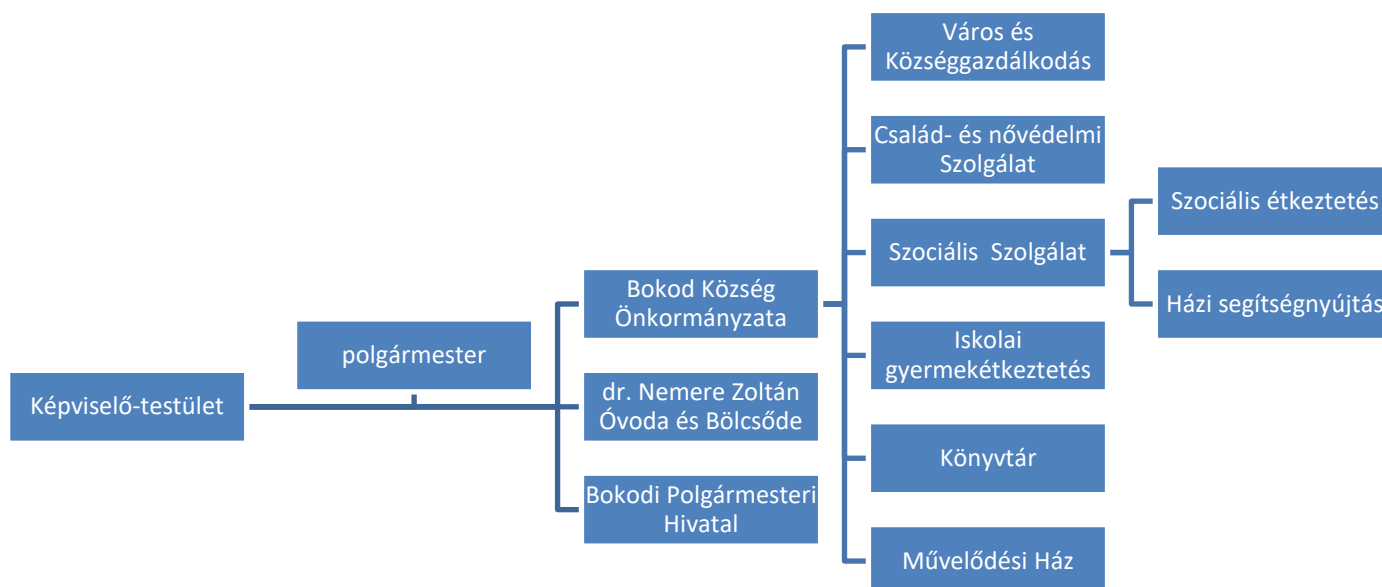 Képviselő-testület
polgármester
Bokod Község
Önkormányzata
dr. Nemere Zoltán
Óvoda és Bölcsőde
Bokodi Polgármesteri
Hivatal
Város és
Községgazdálkodás
Család- és nővédelmi
Szolgálat
Szociális Szolgálat
Iskolai
gyermekétkeztetés
Könyvtár
Művelődési Ház
Szociális étkeztetés
Házi segítségnyújtás